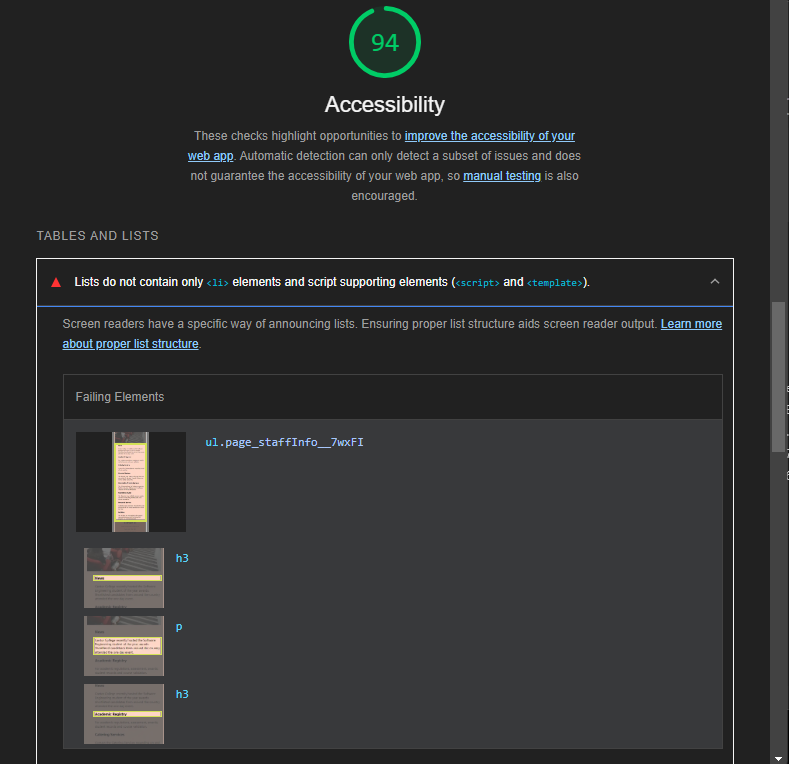 94
Accessibility
These checks highlight opportunities to improve the accessibility of your
web app. Automatic detection can only detect a subset of issues and does
not guarantee the accessibility of your web app, so manual testing is also
encouraged.
TABLES AND LISTS
Lists do not contain only <li> elements and script supporting elements (<script> and <template>).
Screen readers have a specific way of announcing lists. Ensuring proper list structure aids screen reader output. Learn more
about proper list structure.
Failing Elements
ul.page_staffInfo__7wxFI
h3
p
h3
Academic Registry